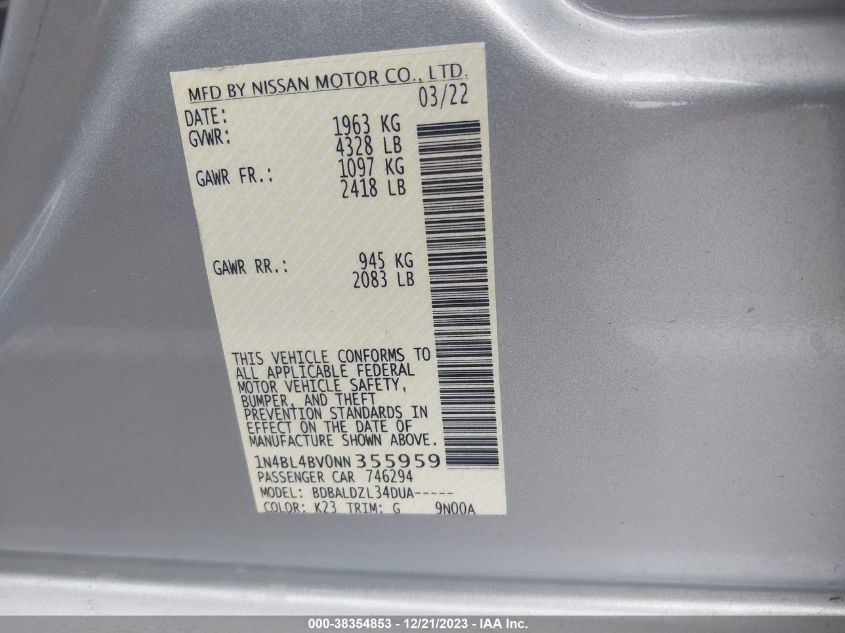 MFD BY NISSAN MOTOR CO., LTD.
DATE: 03/22
GVWR: 1963 KG
4328 LB
GAWR FR.: 1097 KG
2418 LB
GAWR RR.: 945 KG
2083 LB
THIS VEHICLE CONFORMS TO
ALL APPLICABLE FEDERAL
MOTOR VEHICLE SAFETY,
BUMPER, AND THEFT
PREVENTION STANDARDS IN
EFFECT ON THE DATE OF
MANUFACTURE SHOWN ABOVE.
1N4BL4BV0NN355959
PASSENGER CAR 746294
MODEL: BDBALDZL34DUA-----
COLOR: K23 TRIM: G 9N00A
000-38354853 - 12/21/2023 - IAA Inc.